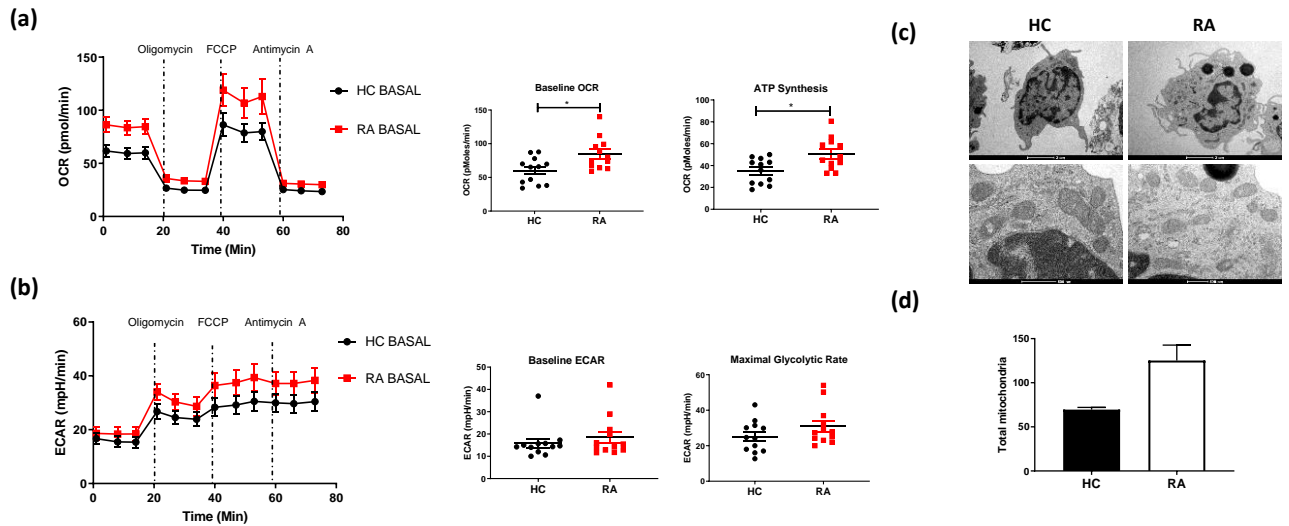 (a)
OCR (pmol/min)
150
100
50
0
0
20
40
60
80
Time (Min)
Oligomycin
FCCP
Antimycin A
HC BASAL
RA BASAL
Baseline OCR
*
OCR (pMoles/min)
150
100
50
0
HC
RA
ATP Synthesis
*
OCR (pMoles/min)
100
80
60
40
20
0
HC
RA
(b)
ECAR (mpH/min)
60
40
20
0
0
20
40
60
80
Time (Min)
Oligomycin
FCCP
Antimycin A
HC BASAL
RA BASAL
Baseline ECAR
ECAR (mpH/min)
50
40
30
20
10
0
HC
RA
Maximal Glycolytic Rate
ECAR (mpH/min)
60
40
20
0
HC
RA
(c)
HC
RA
(d)
Total mitochondria
150
100
50
0
HC
RA